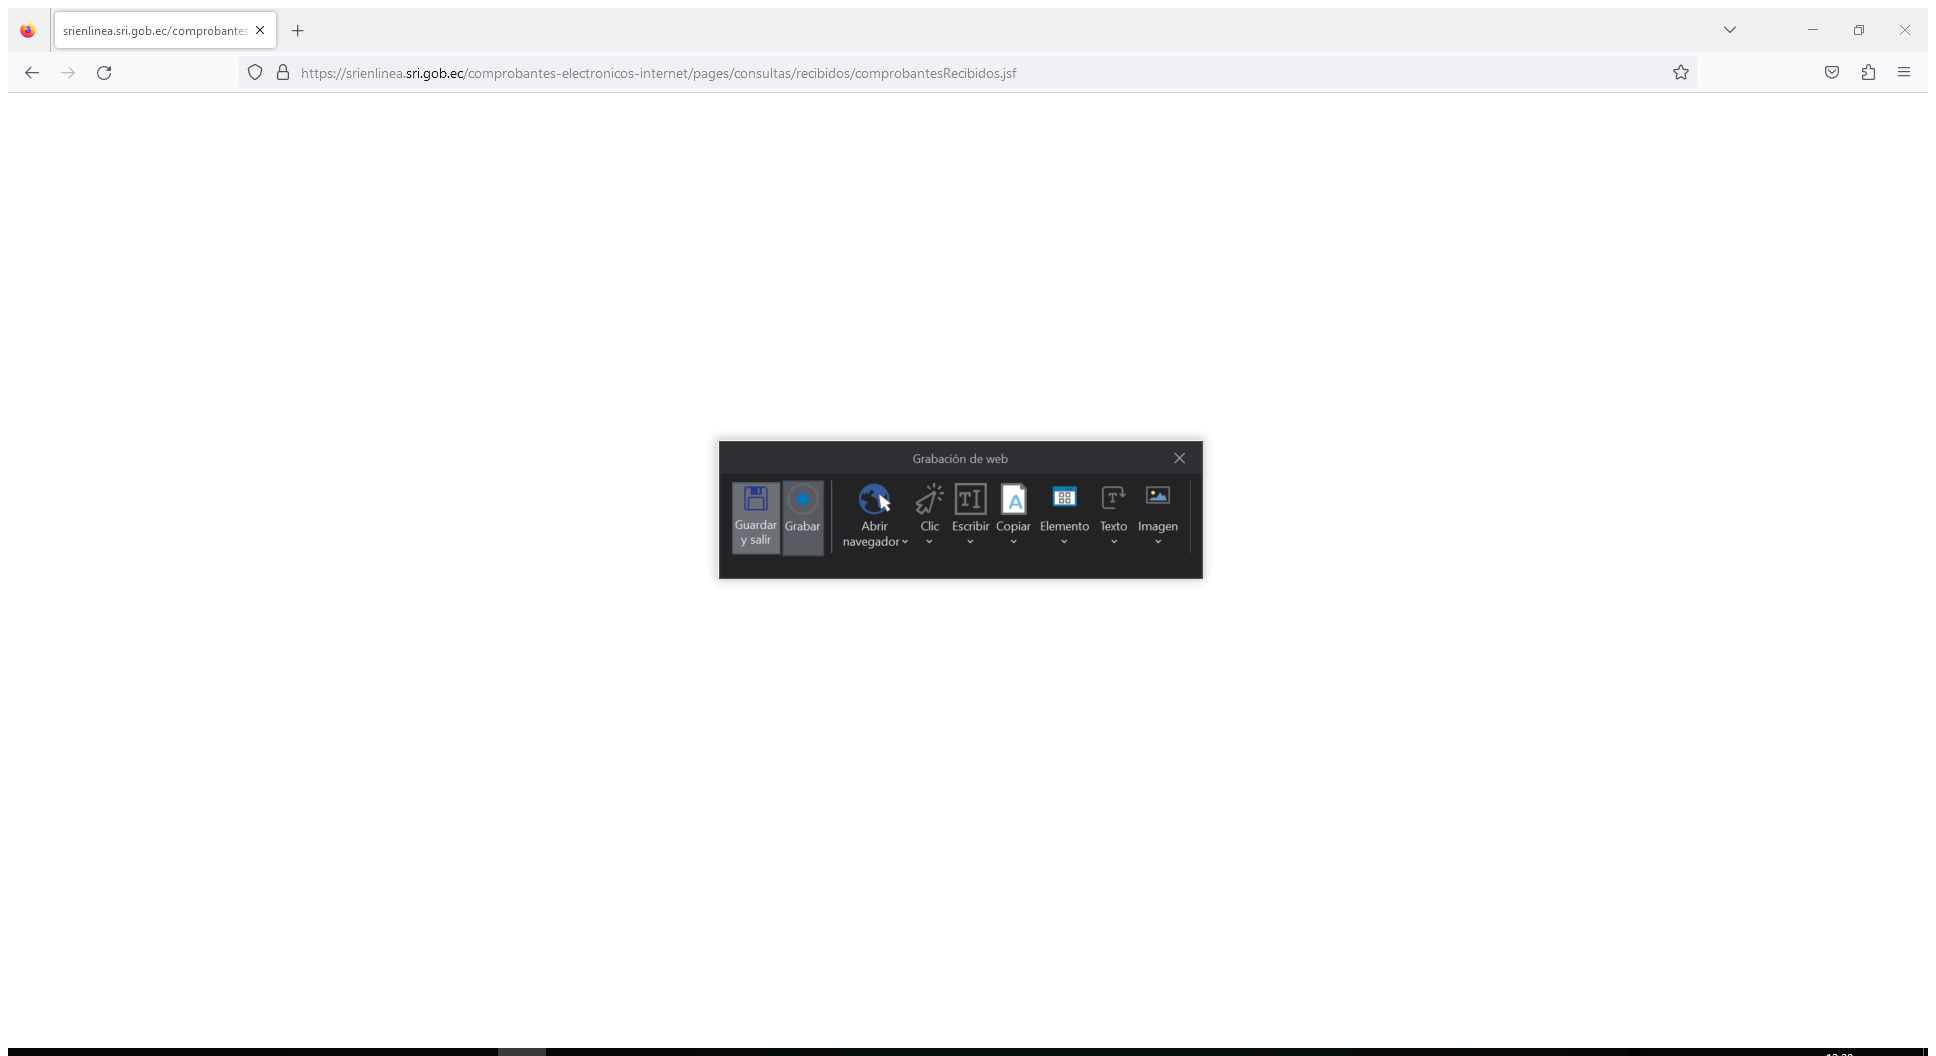 srienlinea.sri.gob.ec/comprobantes-
https://srienlinea.sri.gob.ec/comprobantes-electronicos-internet/pages/consultas/recibidos/comprobantesRecibidos.jsf
Grabación de web
Guardar y salir
Grabar
Abrir navegador
Clic
Escribir
Copiar
Elemento
Texto
Imagen